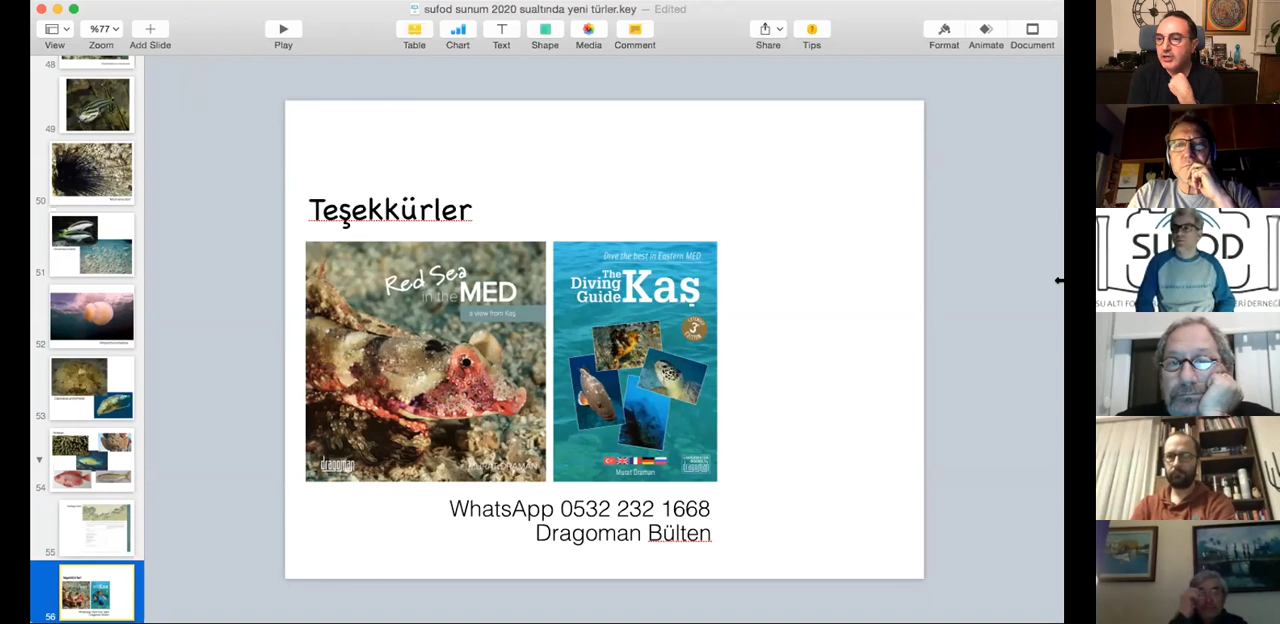 sufod sunum 2020 sualtında yeni türler.key — Edited
%77
View
Zoom
Add Slide
Play
Table
Chart
Text
Shape
Media
Comment
Share
Tips
Format
Animate
Document
48
49
50
51
52
53
54
55
56
Teşekkürler
Red Sea
in the MED
a view from Kaş
dragoman
MURAT DRAMAN
Dive the best in Eastern MED
The
Diving
Guide
Kaş
3
Murat Draman
WhatsApp 0532 232 1668
Dragoman Bülten
SUFOD